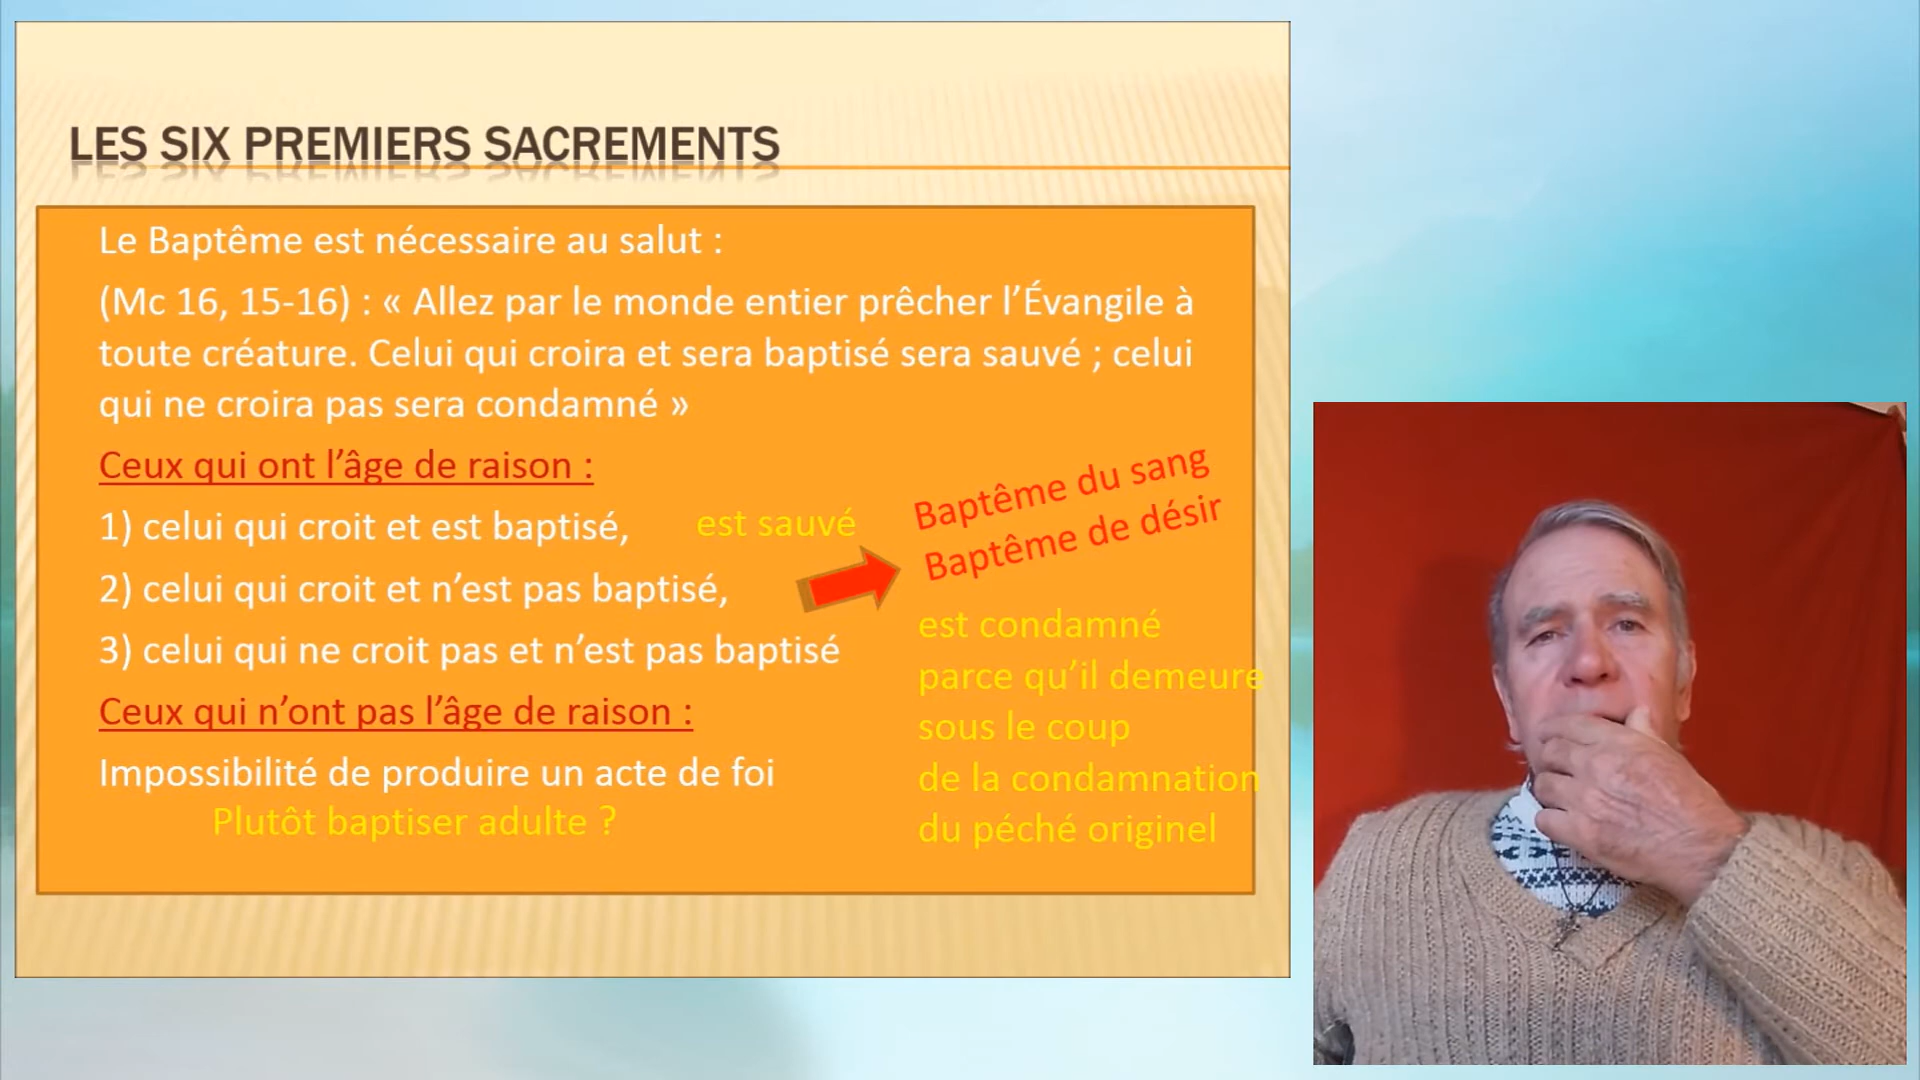 LES SIX PREMIERS SACREMENTS
Le Baptême est nécessaire au salut :
(Mc 16, 15-16) : « Allez par le monde entier prêcher l’Évangile à
toute créature. Celui qui croira et sera baptisé sera sauvé ; celui
qui ne croira pas sera condamné »
Ceux qui ont l’âge de raison :
1) celui qui croit et est baptisé, est sauvé
2) celui qui croit et n’est pas baptisé,
Baptême du sang
Baptême de désir
3) celui qui ne croit pas et n’est pas baptisé
est condamné
parce qu’il demeure
sous le coup
de la condamnation
du péché originel
Ceux qui n’ont pas l’âge de raison :
Impossibilité de produire un acte de foi
Plutôt baptiser adulte ?